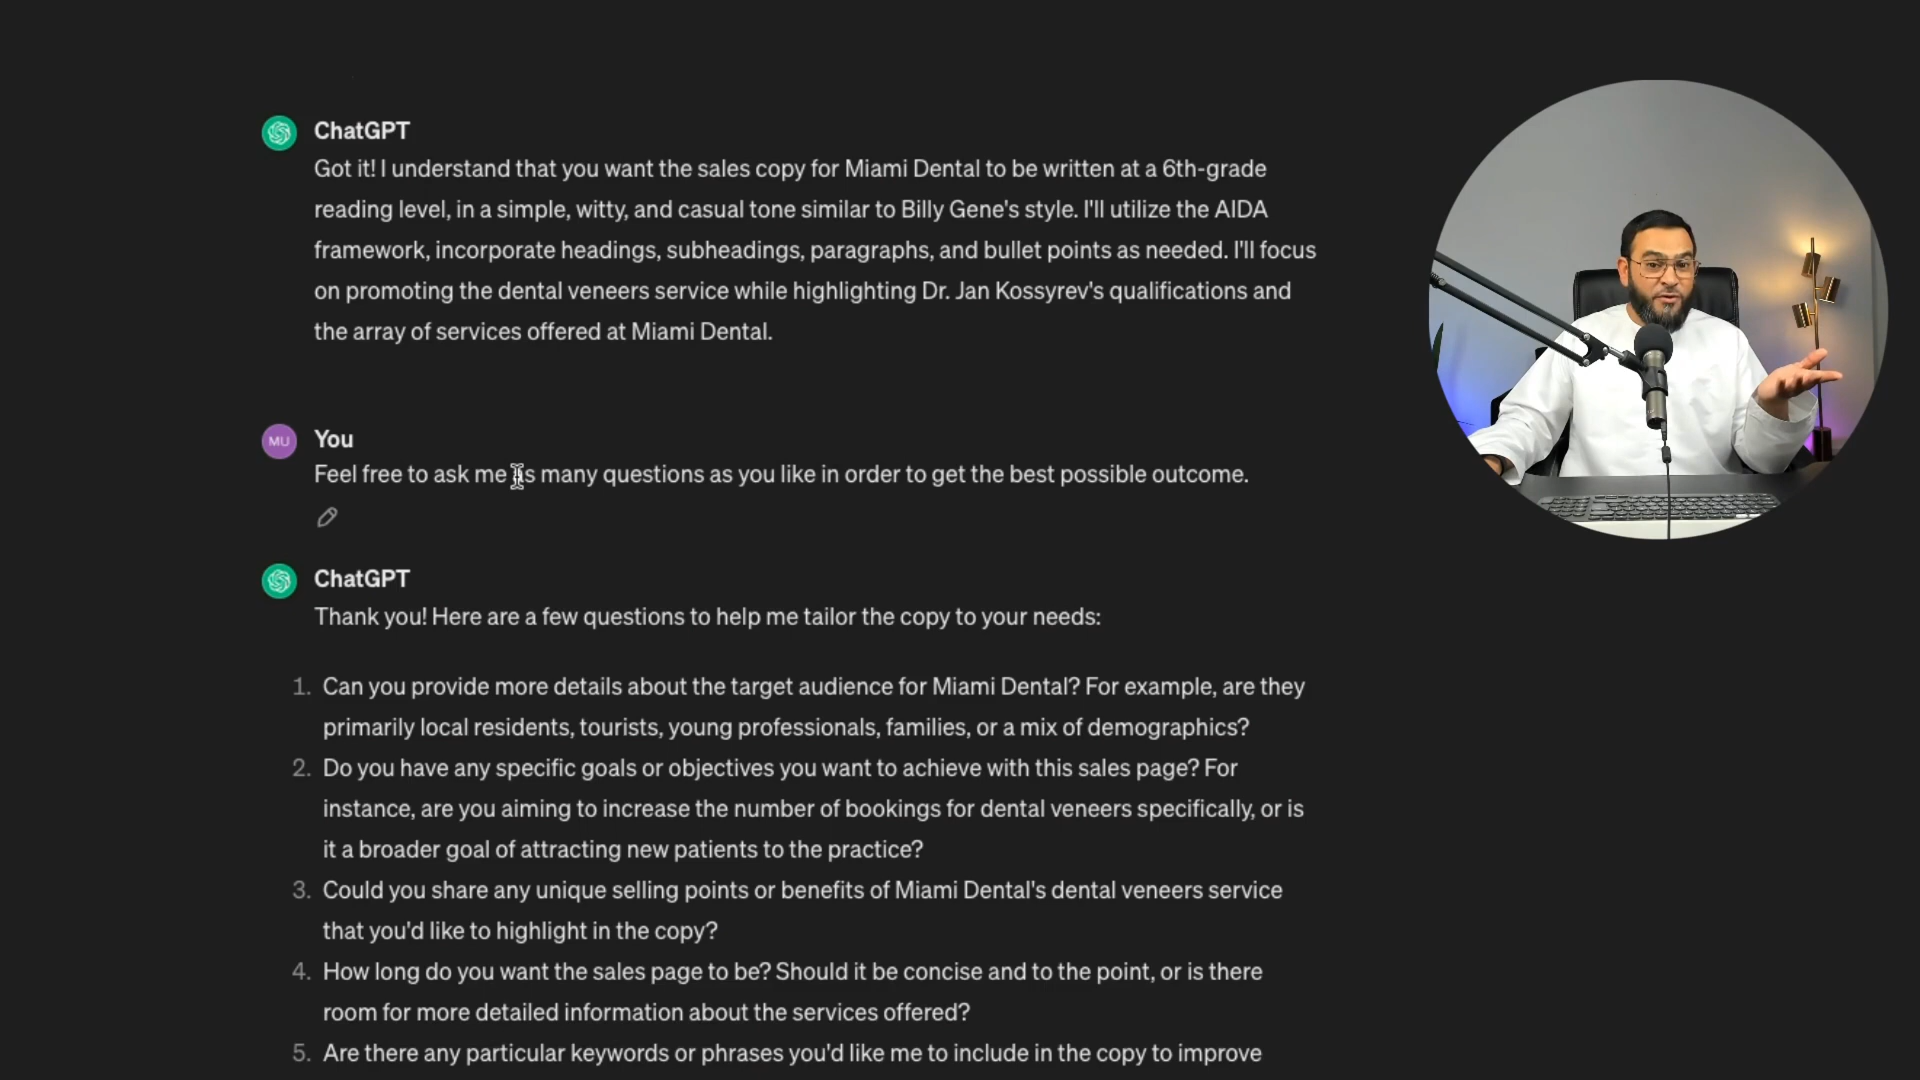 ChatGPT
Got it! I understand that you want the sales copy for Miami Dental to be written at a 6th-grade
reading level, in a simple, witty, and casual tone similar to Billy Gene's style. I'll utilize the AIDA
framework, incorporate headings, subheadings, paragraphs, and bullet points as needed. I'll focus
on promoting the dental veneers service while highlighting Dr. Jan Kossyrev's qualifications and
the array of services offered at Miami Dental.
MU
You
Feel free to ask me as many questions as you like in order to get the best possible outcome.
ChatGPT
Thank you! Here are a few questions to help me tailor the copy to your needs:
1. Can you provide more details about the target audience for Miami Dental? For example, are they
primarily local residents, tourists, young professionals, families, or a mix of demographics?
2. Do you have any specific goals or objectives you want to achieve with this sales page? For
instance, are you aiming to increase the number of bookings for dental veneers specifically, or is
it a broader goal of attracting new patients to the practice?
3. Could you share any unique selling points or benefits of Miami Dental's dental veneers service
that you'd like to highlight in the copy?
4. How long do you want the sales page to be? Should it be concise and to the point, or is there
room for more detailed information about the services offered?
5. Are there any particular keywords or phrases you'd like me to include in the copy to improve